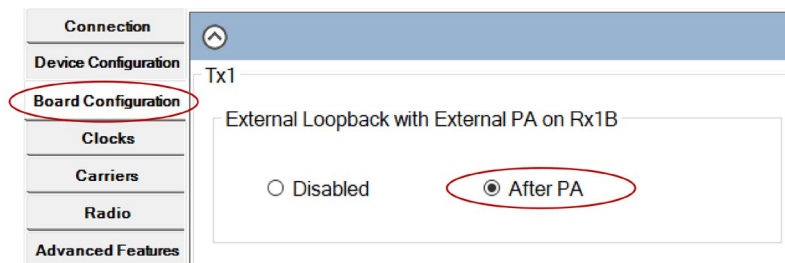 Connection
Device Configuration
Board Configuration
Clocks
Carriers
Radio
Advanced Features
Tx1
External Loopback with External PA on Rx1B
Disabled
After PA